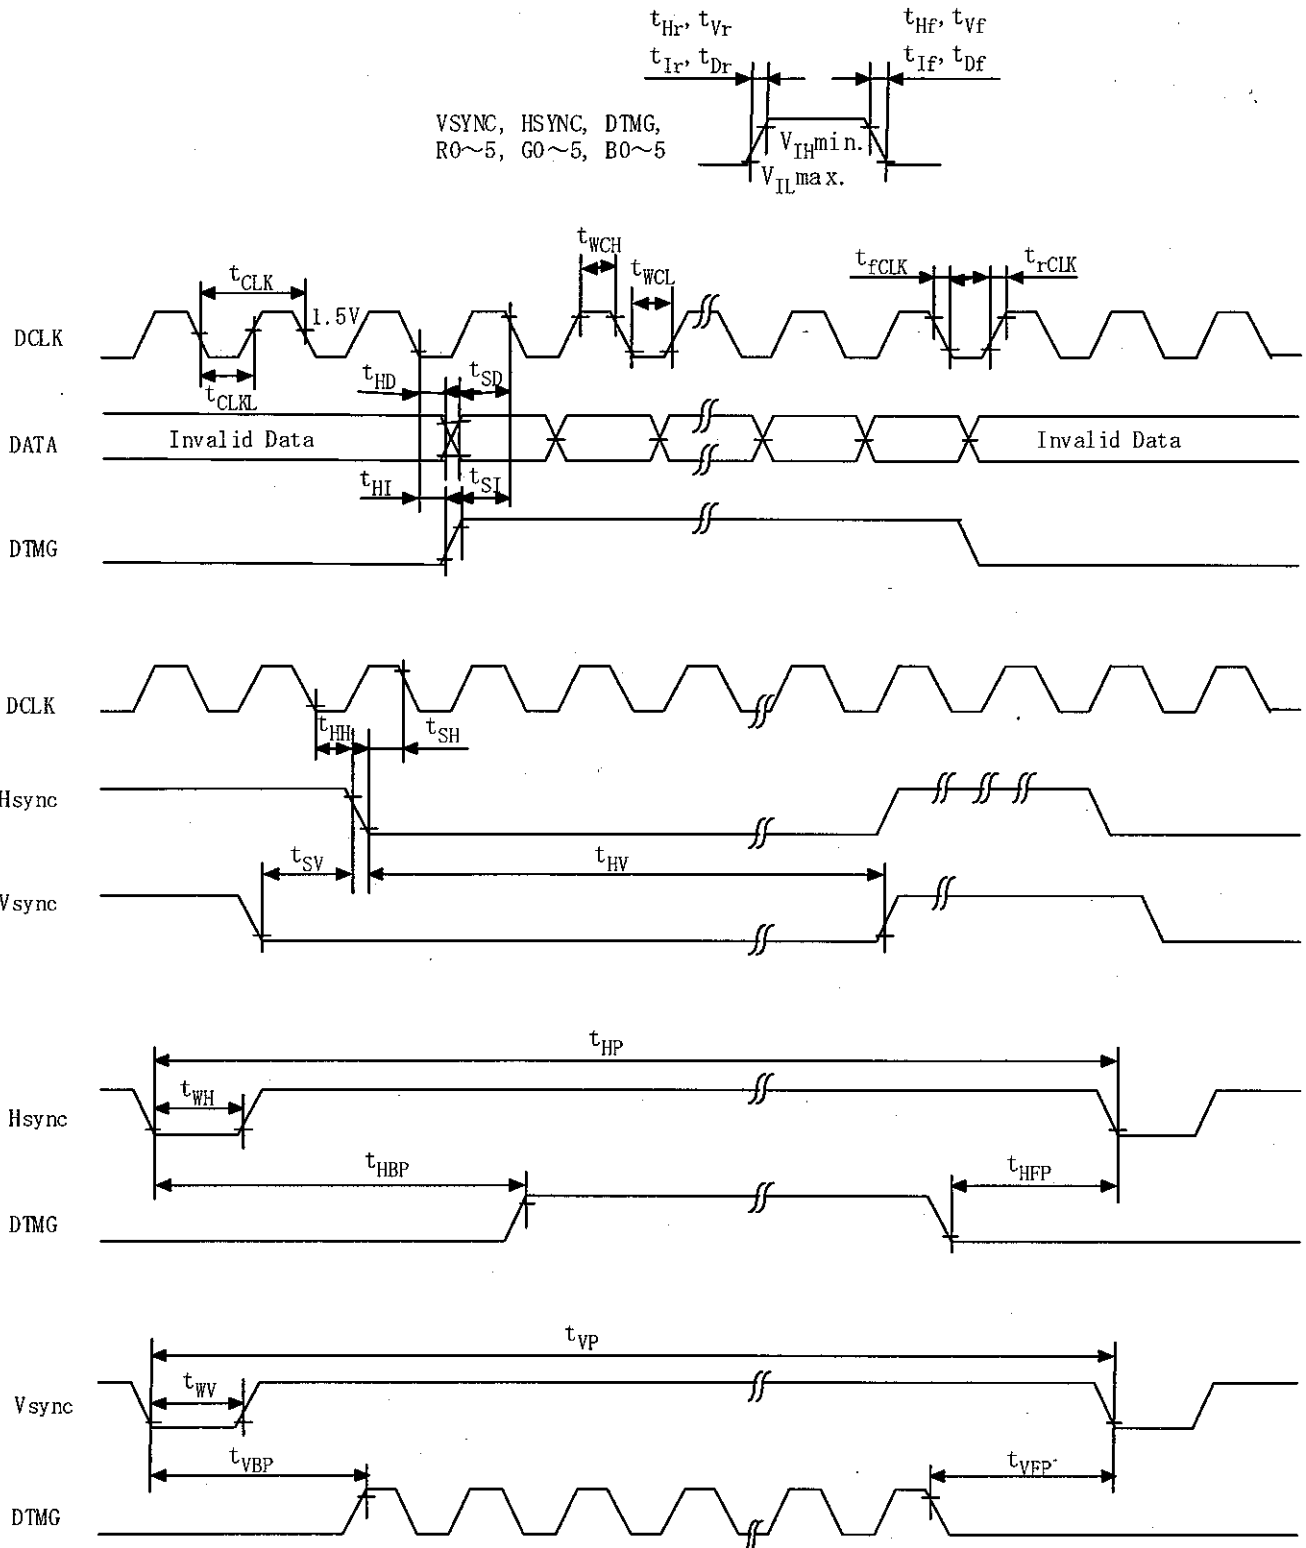 tHr, tVr
tIr, tDr
tHf, tVf
tIf, tDf
VSYNC, HSYNC, DTMG,
R0～5, G0～5, B0～5
VIHmin.
VILmax.
tCLK
tWCH
tWCL
tfCLK
trCLK
1.5V
DCLK
tCLKL
tHD
tSD
DATA
Invalid Data
Invalid Data
tHI
tSI
DTMG
DCLK
tHH
tSH
Hsync
tSV
tHV
Vsync
tHP
tWH
Hsync
tHBP
tHFP
DTMG
tVP
tWV
Vsync
tVBP
tVFP
DTMG